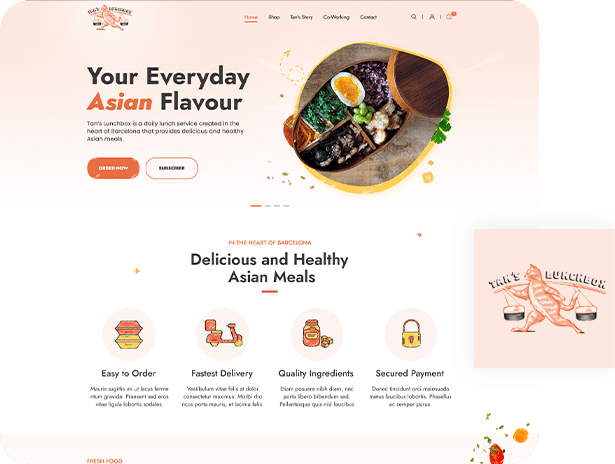 TAN'S LUNCHBOX
Home Shop Tan's Story Co-Working Contact
Your Everyday
Asian Flavour
Tan's Lunchbox is a daily lunch service created in the
heart of Barcelona that provides delicious and healthy
Asian meals.
ORDER NOW SUBSCRIBE
IN THE HEART OF BARCELONA
Delicious and Healthy
Asian Meals
TAN'S LUNCHBOX
Easy to Order Fastest Delivery Quality Ingredients Secured Payment
Mauris sagittis mi ut lacus ferme Vestibulum vitae felis at dolor Etiam posuere nibh diam, nec Donec tincidunt orci malesuada
ntum gravida. Praesent sed eros consectetur maximus. Morbi rho porta libero bibendum sed. metus faucibus lobortis. Phasellus
vitae ligula lobortis sodales. ncus porta mauris, et lacinia felis. Pellentesque quis nisl faucibus ac semper purus.
FRESH FOOD